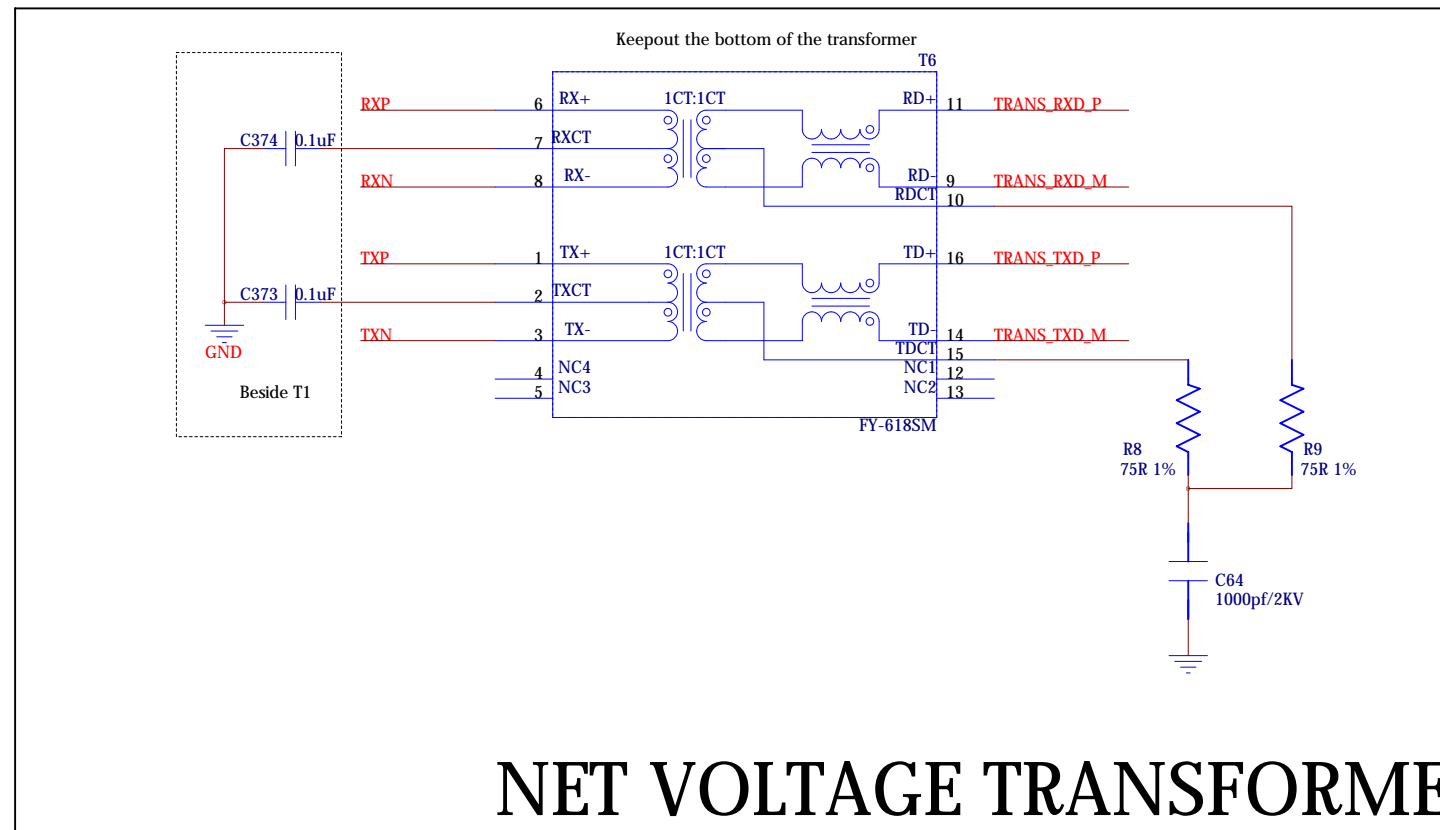 Keepout the bottom of the transformer
T6
RXP 6 RX+ 1CT:1CT RD+ 11 TRANS_RXD_P
C374 0.1uF 7 RXCT
RXN 8 RX- RD- 9 TRANS_RXD_M
RDCT 10
TXP 1 TX+ 1CT:1CT TD+ 16 TRANS_TXD_P
C373 0.1uF 2 TXCT
TXN 3 TX- TD- 14 TRANS_TXD_M
GND TDCT 15
4 NC4 NC1 12
5 NC3 NC2 13
Beside T1
FY-618SM
R8 R9
75R 1% 75R 1%
C64
1000pf/2KV
NET VOLTAGE TRANSFORME